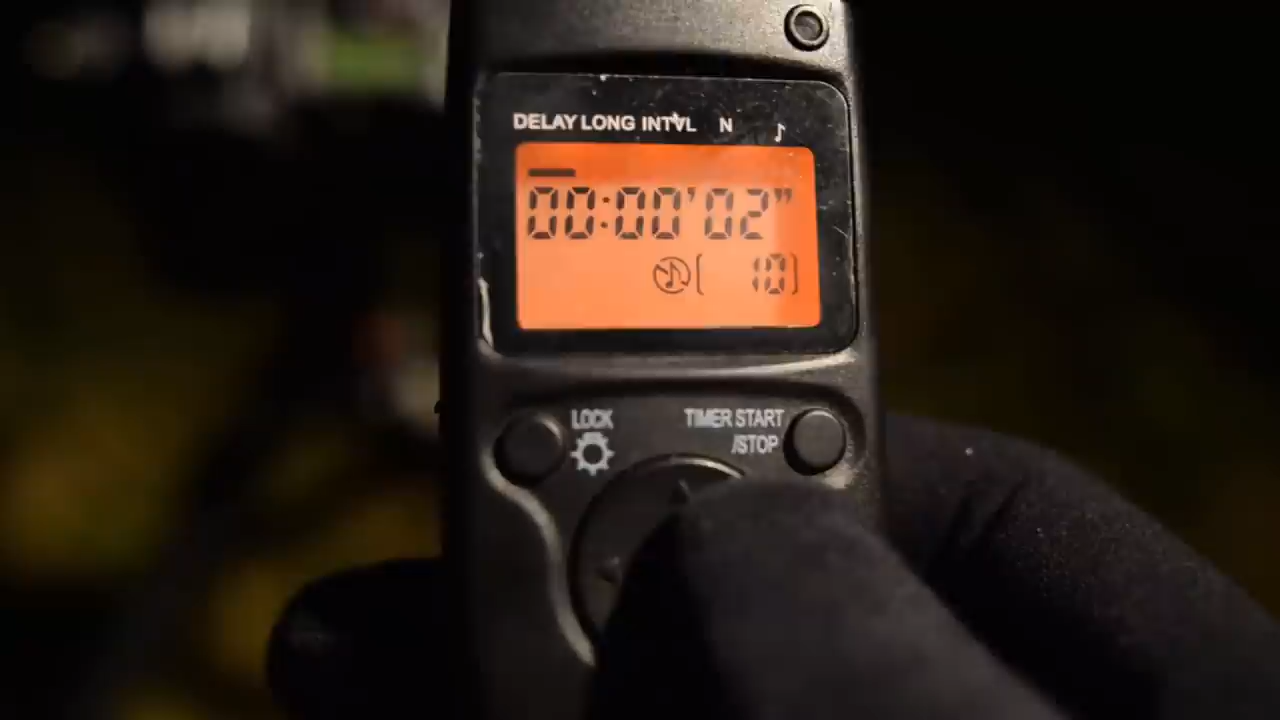 DELAY LONG INTVL N
00:00'02"
[ 10]
LOCK
TIMER START
/STOP